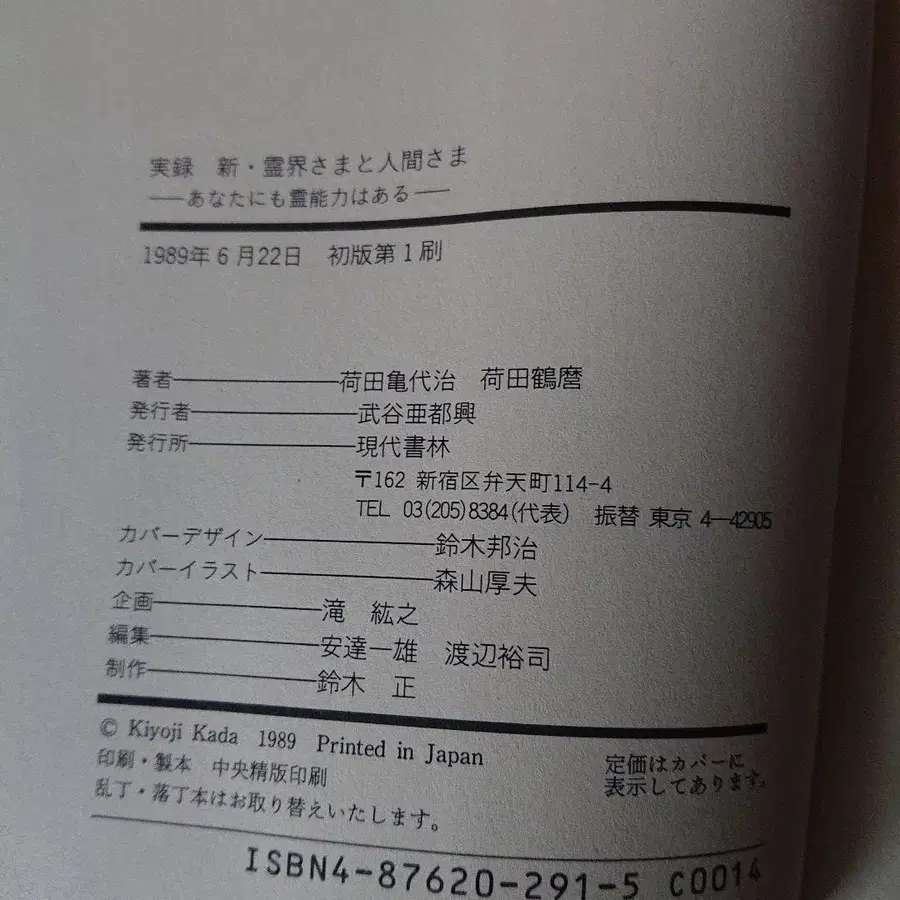 実録 新・霊界さまと人間さま
──あなたにも霊能力はある──
1989年6月22日 初版第1刷
著者──────荷田亀代治 荷田鶴麿
発行者──────武谷亜都興
発行所──────現代書林
〒162 新宿区弁天町114-4
TEL 03(205)8384(代表) 振替 東京 4―42905
カバーデザイン──────鈴木邦治
カバーイラスト──────森山厚夫
企画──────滝 紘之
編集──────安達一雄 渡辺裕司
制作──────鈴木 正
© Kiyoji Kada 1989 Printed in Japan
印刷・製本 中央精版印刷
乱丁・落丁本はお取り替えいたします。
定価はカバーに
表示してあります。
ISBN4-87620-291-5 C0014